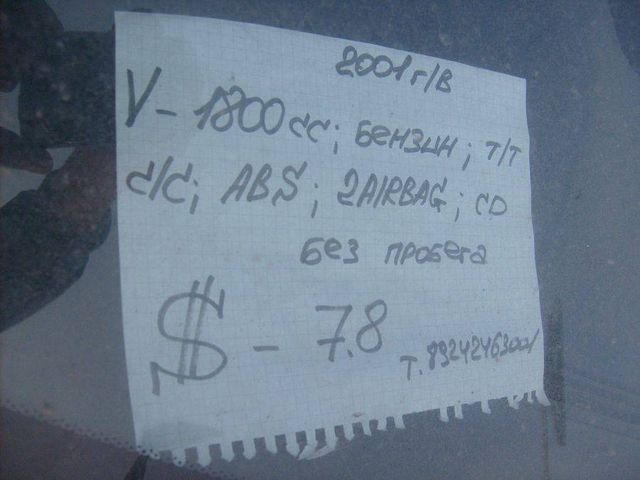 2001 г/в
V - 1800 cc; бензин; т/т
с/с; ABS; 2AIRBAG; CD
без пробега
$ - 7.8
т. 89242463001